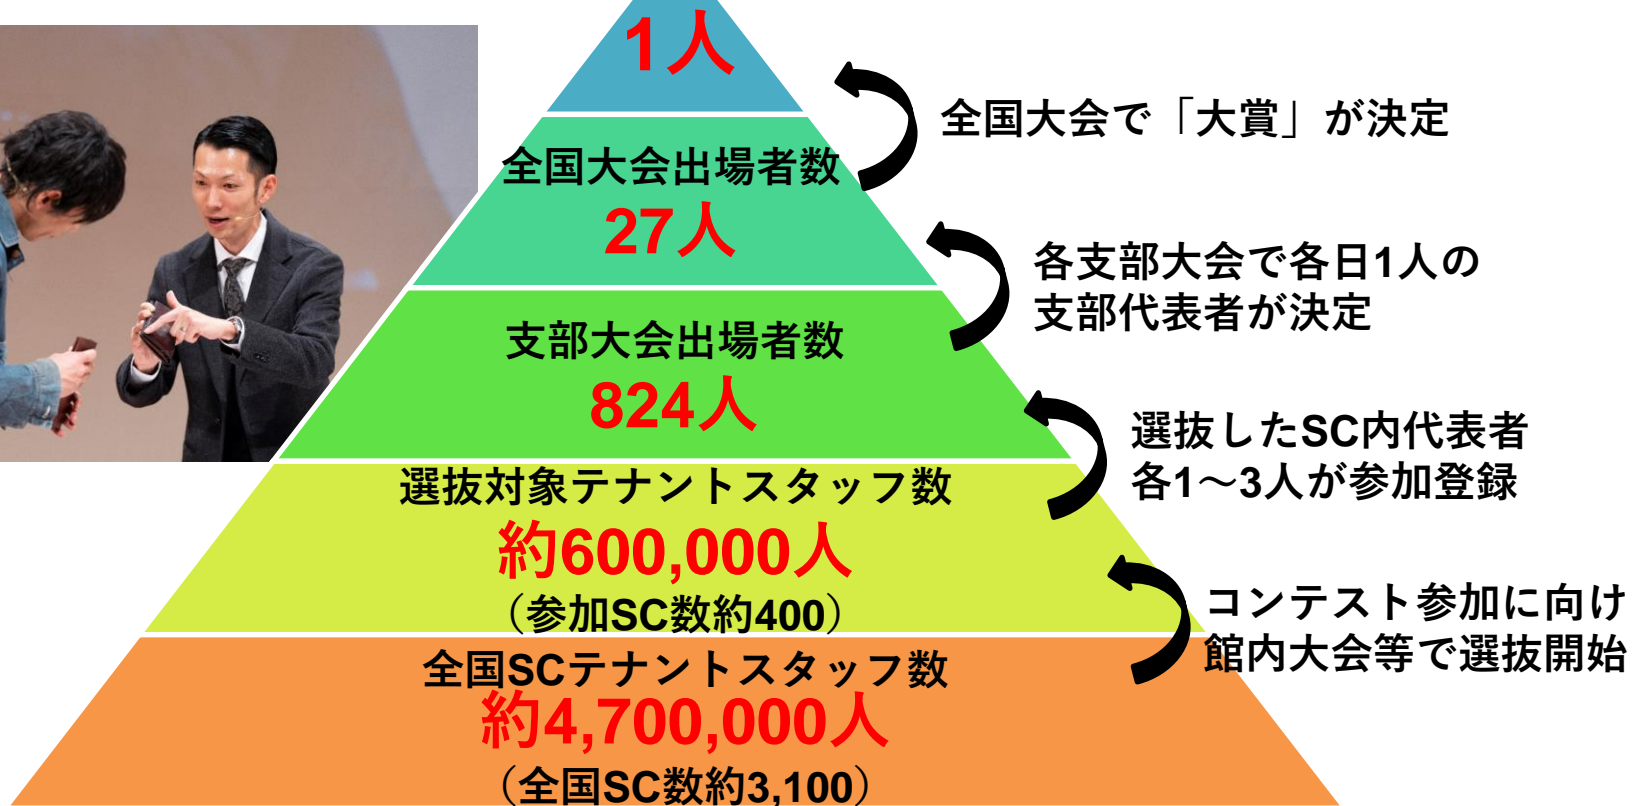 1人
全国大会で「大賞」が決定
全国大会出場者数
27人
各支部大会で各日1人の
支部代表者が決定
支部大会出場者数
824人
選抜したSC内代表者
各1～3人が参加登録
選抜対象テナントスタッフ数
約600,000人
（参加SC数約400）
コンテスト参加に向け
館内大会等で選抜開始
全国SCテナントスタッフ数
約4,700,000人
（全国SC数約3,100）